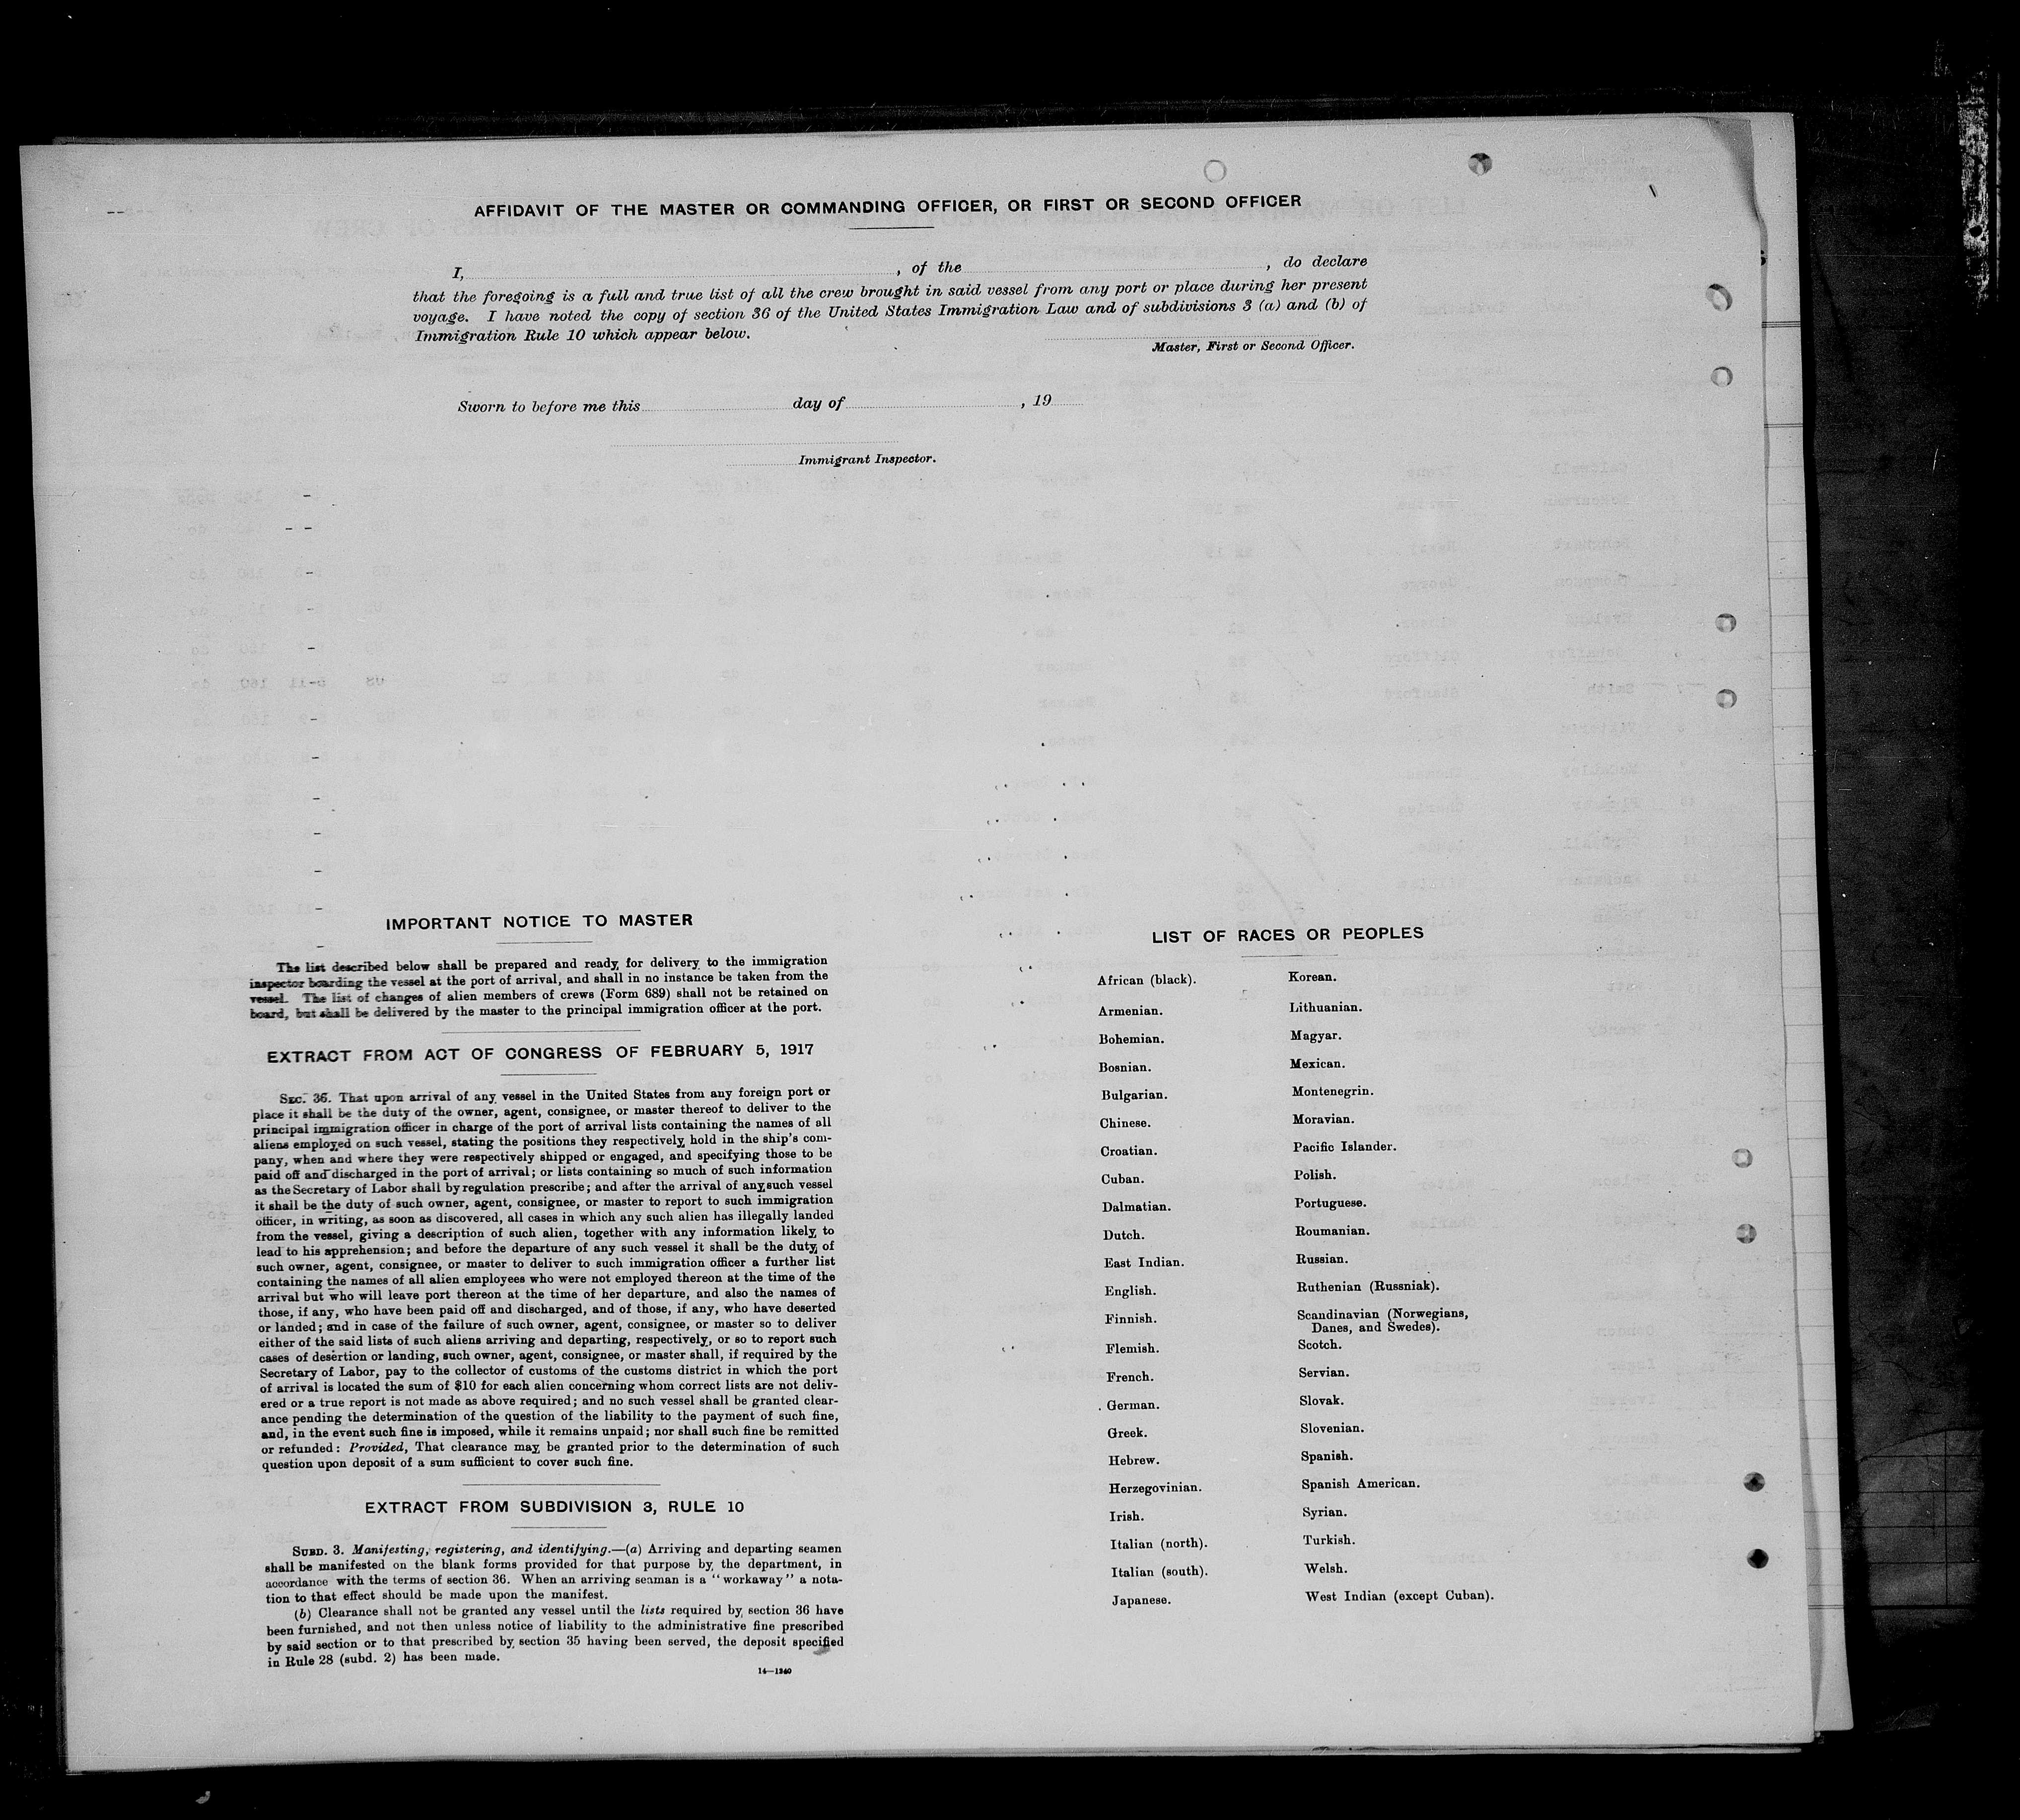 AFFIDAVIT OF THE MASTER OR COMMANDING OFFICER, OR FIRST OR SECOND OFFICER
I, , of the , do declare
that the foregoing is a full and true list of all the crew brought in said vessel from any port or place during her present
voyage. I have noted the copy of section 36 of the United States Immigration Law and of subdivisions 3 (a) and (b) of
Immigration Rule 10 which appear below.
Master, First or Second Officer.
Sworn to before me this day of , 19
Immigrant Inspector.
IMPORTANT NOTICE TO MASTER
The list described below shall be prepared and ready for delivery to the immigration
inspector boarding the vessel at the port of arrival, and shall in no instance be taken from the
vessel. The list of changes of alien members of crews (Form 689) shall not be retained on
board, but shall be delivered by the master to the principal immigration officer at the port.
EXTRACT FROM ACT OF CONGRESS OF FEBRUARY 5, 1917
SEC. 36. That upon arrival of any vessel in the United States from any foreign port or
place it shall be the duty of the owner, agent, consignee, or master thereof to deliver to the
principal immigration officer in charge of the port of arrival lists containing the names of all
aliens employed on such vessel, stating the positions they respectively hold in the ship's com-
pany, when and where they were respectively shipped or engaged, and specifying those to be
paid off and discharged in the port of arrival; or lists containing so much of such information
as the Secretary of Labor shall by regulation prescribe; and after the arrival of any such vessel
it shall be the duty of such owner, agent, consignee, or master to report to such immigration
officer, in writing, as soon as discovered, all cases in which any such alien has illegally landed
from the vessel, giving a description of such alien, together with any information likely to
lead to his apprehension; and before the departure of any such vessel it shall be the duty of
such owner, agent, consignee, or master to deliver to such immigration officer a further list
containing the names of all alien employees who were not employed thereon at the time of the
arrival but who will leave port thereon at the time of her departure, and also the names of
those, if any, who have been paid off and discharged, and of those, if any, who have deserted
or landed; and in case of the failure of such owner, agent, consignee, or master so to deliver
either of the said lists of such aliens arriving and departing, respectively, or so to report such
cases of desertion or landing, such owner, agent, consignee, or master shall, if required by the
Secretary of Labor, pay to the collector of customs of the customs district in which the port
of arrival is located the sum of $10 for each alien concerning whom correct lists are not deliv-
ered or a true report is not made as above required; and no such vessel shall be granted clear-
ance pending the determination of the question of the liability to the payment of such fine,
and, in the event such fine is imposed, while it remains unpaid; nor shall such fine be remitted
or refunded: Provided, That clearance may be granted prior to the determination of such
question upon deposit of a sum sufficient to cover such fine.
EXTRACT FROM SUBDIVISION 3, RULE 10
SUBD. 3. Manifesting, registering, and identifying.—(a) Arriving and departing seamen
shall be manifested on the blank forms provided for that purpose by the department, in
accordance with the terms of section 36. When an arriving seaman is a "workaway" a nota-
tion to that effect should be made upon the manifest.
(b) Clearance shall not be granted any vessel until the lists required by section 36 have
been furnished, and not then unless notice of liability to the administrative fine prescribed
by said section or to that prescribed by section 35 having been served, the deposit specified
in Rule 28 (subd. 2) has been made.
14—1240
LIST OF RACES OR PEOPLES
African (black).
Armenian.
Bohemian.
Bosnian.
Bulgarian.
Chinese.
Croatian.
Cuban.
Dalmatian.
Dutch.
East Indian.
English.
Finnish.
Flemish.
French.
German.
Greek.
Hebrew.
Herzegovinian.
Irish.
Italian (north).
Italian (south).
Japanese.
Korean.
Lithuanian.
Magyar.
Mexican.
Montenegrin.
Moravian.
Pacific Islander.
Polish.
Portuguese.
Roumanian.
Russian.
Ruthenian (Russniak).
Scandinavian (Norwegians,
Danes, and Swedes).
Scotch.
Servian.
Slovak.
Slovenian.
Spanish.
Spanish American.
Syrian.
Turkish.
Welsh.
West Indian (except Cuban).